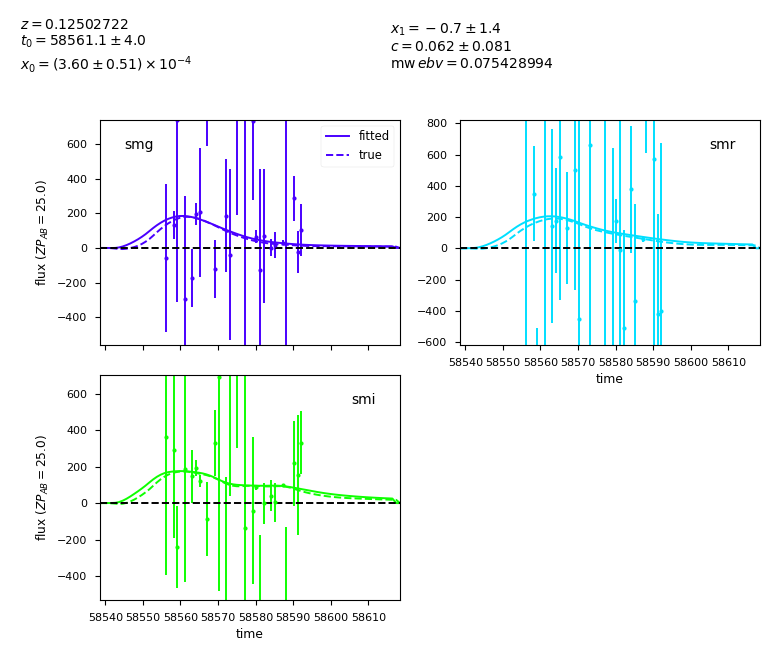 z = 0.12502722
t₀ = 58561.1 ± 4.0
x₀ = (3.60 ± 0.51) × 10⁻⁴
x₁ = −0.7 ± 1.4
c = 0.062 ± 0.081
mw ebv = 0.075428994
smg
fitted
true
600
400
200
0
−200
−400
flux (ZP_AB = 25.0)
smr
800
600
400
200
0
−200
−400
−600
58540 58550 58560 58570 58580 58590 58600 58610
time
smi
600
400
200
0
−200
−400
flux (ZP_AB = 25.0)
58540 58550 58560 58570 58580 58590 58600 58610
time